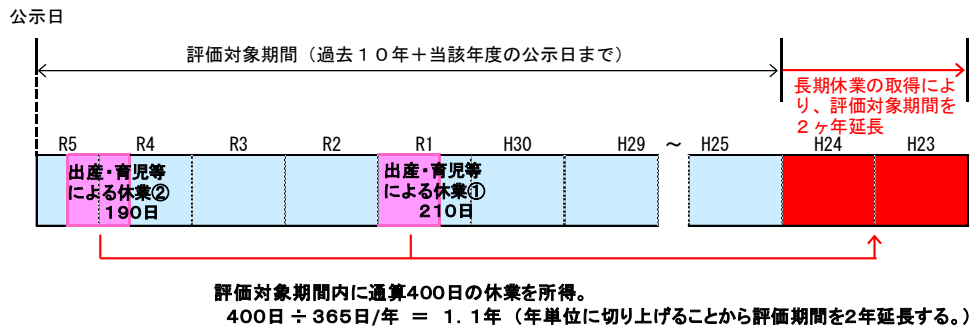 公示日
評価対象期間（過去１０年＋当該年度の公示日まで）
長期休業の取得によ
り、評価対象期間を
２ヶ年延長
R5 R4 R3 R2 R1 H30 H29 ～ H25 H24 H23
出産・育児等
による休業②
190日
出産・育児等
による休業①
210日
評価対象期間内に通算400日の休業を所得。
400日 ÷ 365日/年 ＝ 1.1年 （年単位に切り上げることから評価期間を2年延長する。）